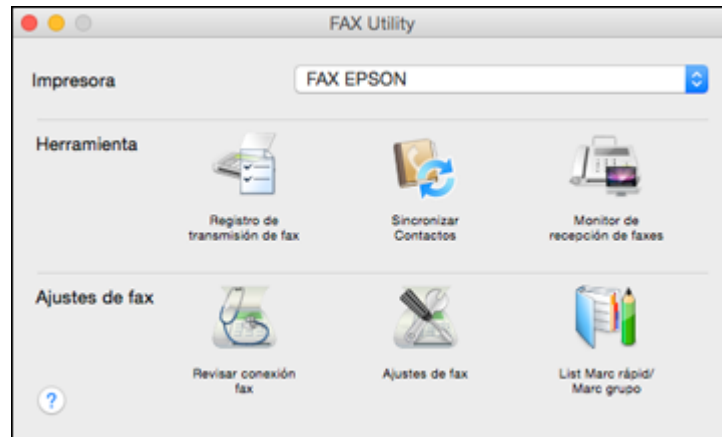 FAX Utility
Impresora
FAX EPSON
Herramienta
Registro de
transmisión de fax
Sincronizar
Contactos
Monitor de
recepción de faxes
Ajustes de fax
Revisar conexión
fax
Ajustes de fax
List Marc rápid/
Marc grupo
?